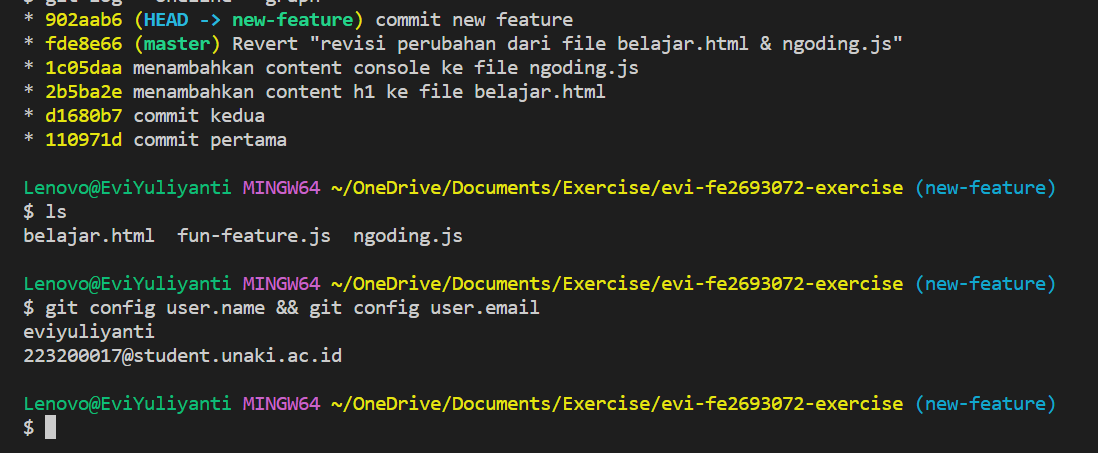 * 902aab6 (HEAD -> new-feature) commit new feature
* fde8e66 (master) Revert "revisi perubahan dari file belajar.html & ngoding.js"
* 1c05daa menambahkan content console ke file ngoding.js
* 2b5ba2e menambahkan content h1 ke file belajar.html
* d1680b7 commit kedua
* 110971d commit pertama
Lenovo@EviYuliyanti MINGW64 ~/OneDrive/Documents/Exercise/evi-fe2693072-exercise (new-feature)
$ ls
belajar.html  fun-feature.js  ngoding.js
Lenovo@EviYuliyanti MINGW64 ~/OneDrive/Documents/Exercise/evi-fe2693072-exercise (new-feature)
$ git config user.name && git config user.email
eviyuliyanti
223200017@student.unaki.ac.id
Lenovo@EviYuliyanti MINGW64 ~/OneDrive/Documents/Exercise/evi-fe2693072-exercise (new-feature)
$